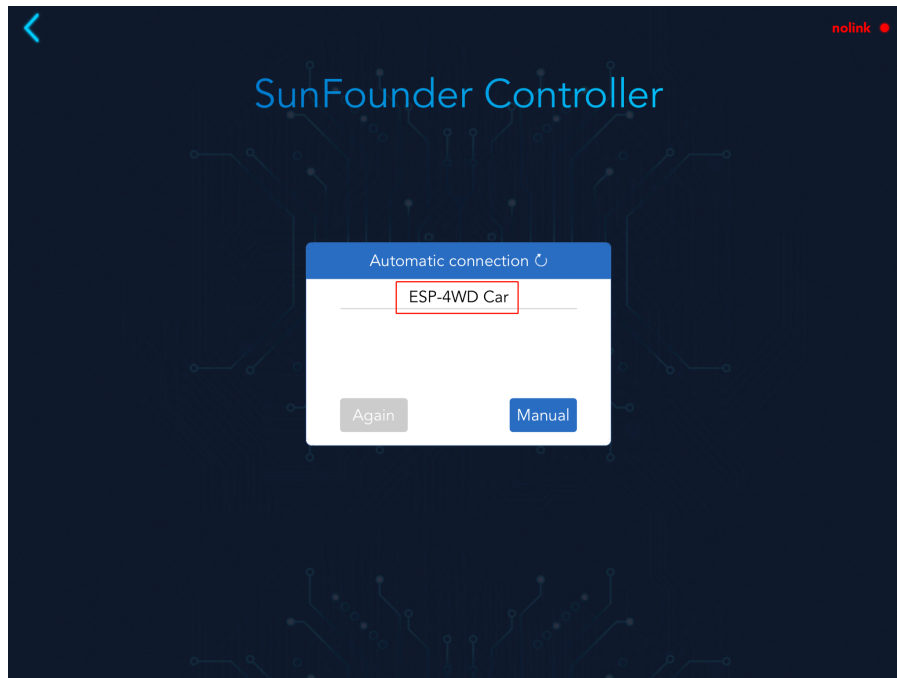 nolink
SunFounder Controller
Automatic connection
ESP-4WD Car
Again
Manual